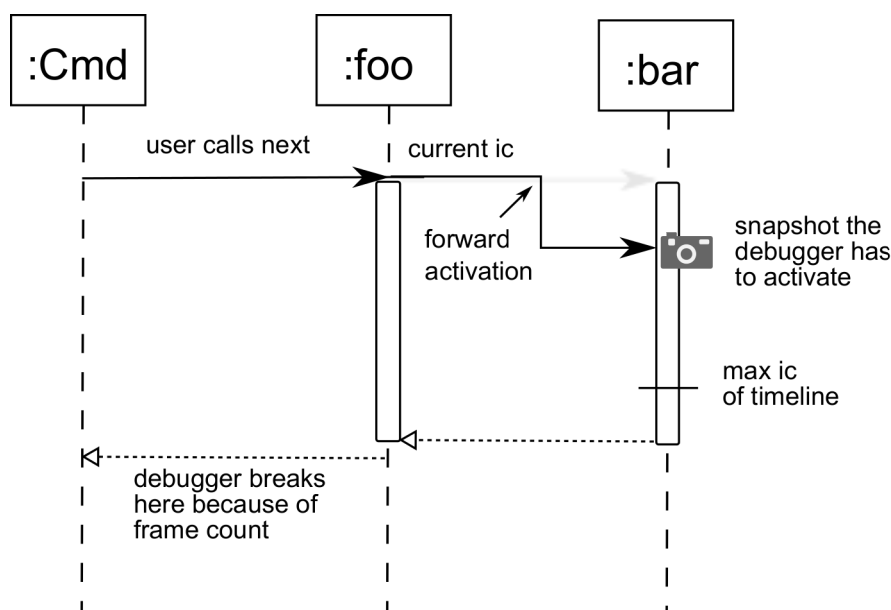 :Cmd
:foo
:bar
user calls next
current ic
forward
activation
snapshot the
debugger has
to activate
max ic
of timeline
debugger breaks
here because of
frame count